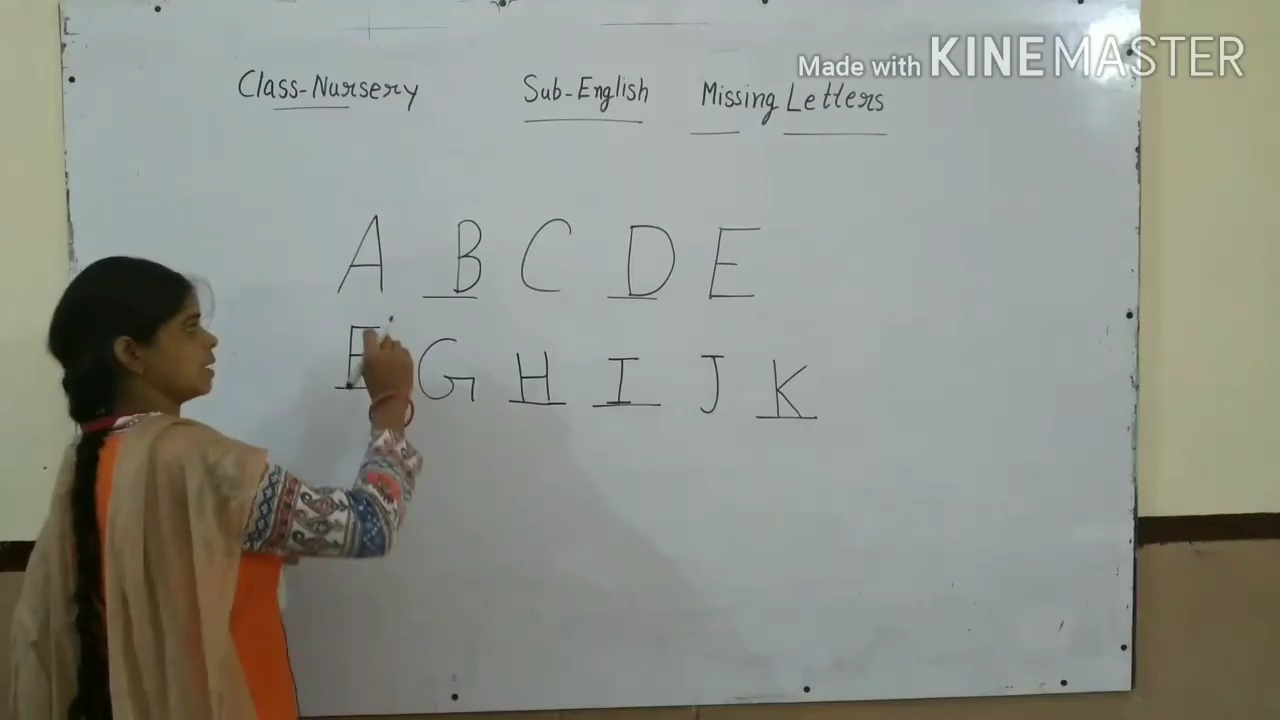 Made with KINEMASTER
Class-Nursery Sub-English Missing Letters
A B C D E
F G H I J K